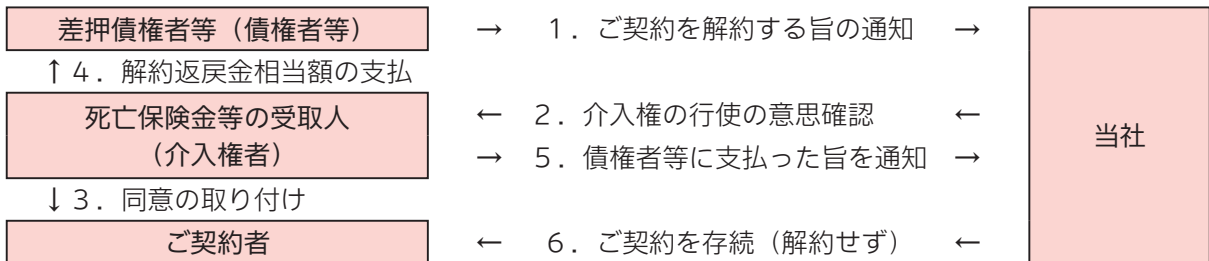 差押債権者等（債権者等） → 1．ご契約を解約する旨の通知 →
↑4．解約返戻金相当額の支払
死亡保険金等の受取人 ← 2．介入権の行使の意思確認 ←
（介入権者） → 5．債権者等に支払った旨を通知 →
当社
↓3．同意の取り付け
ご契約者 ← 6．ご契約を存続（解約せず） ←